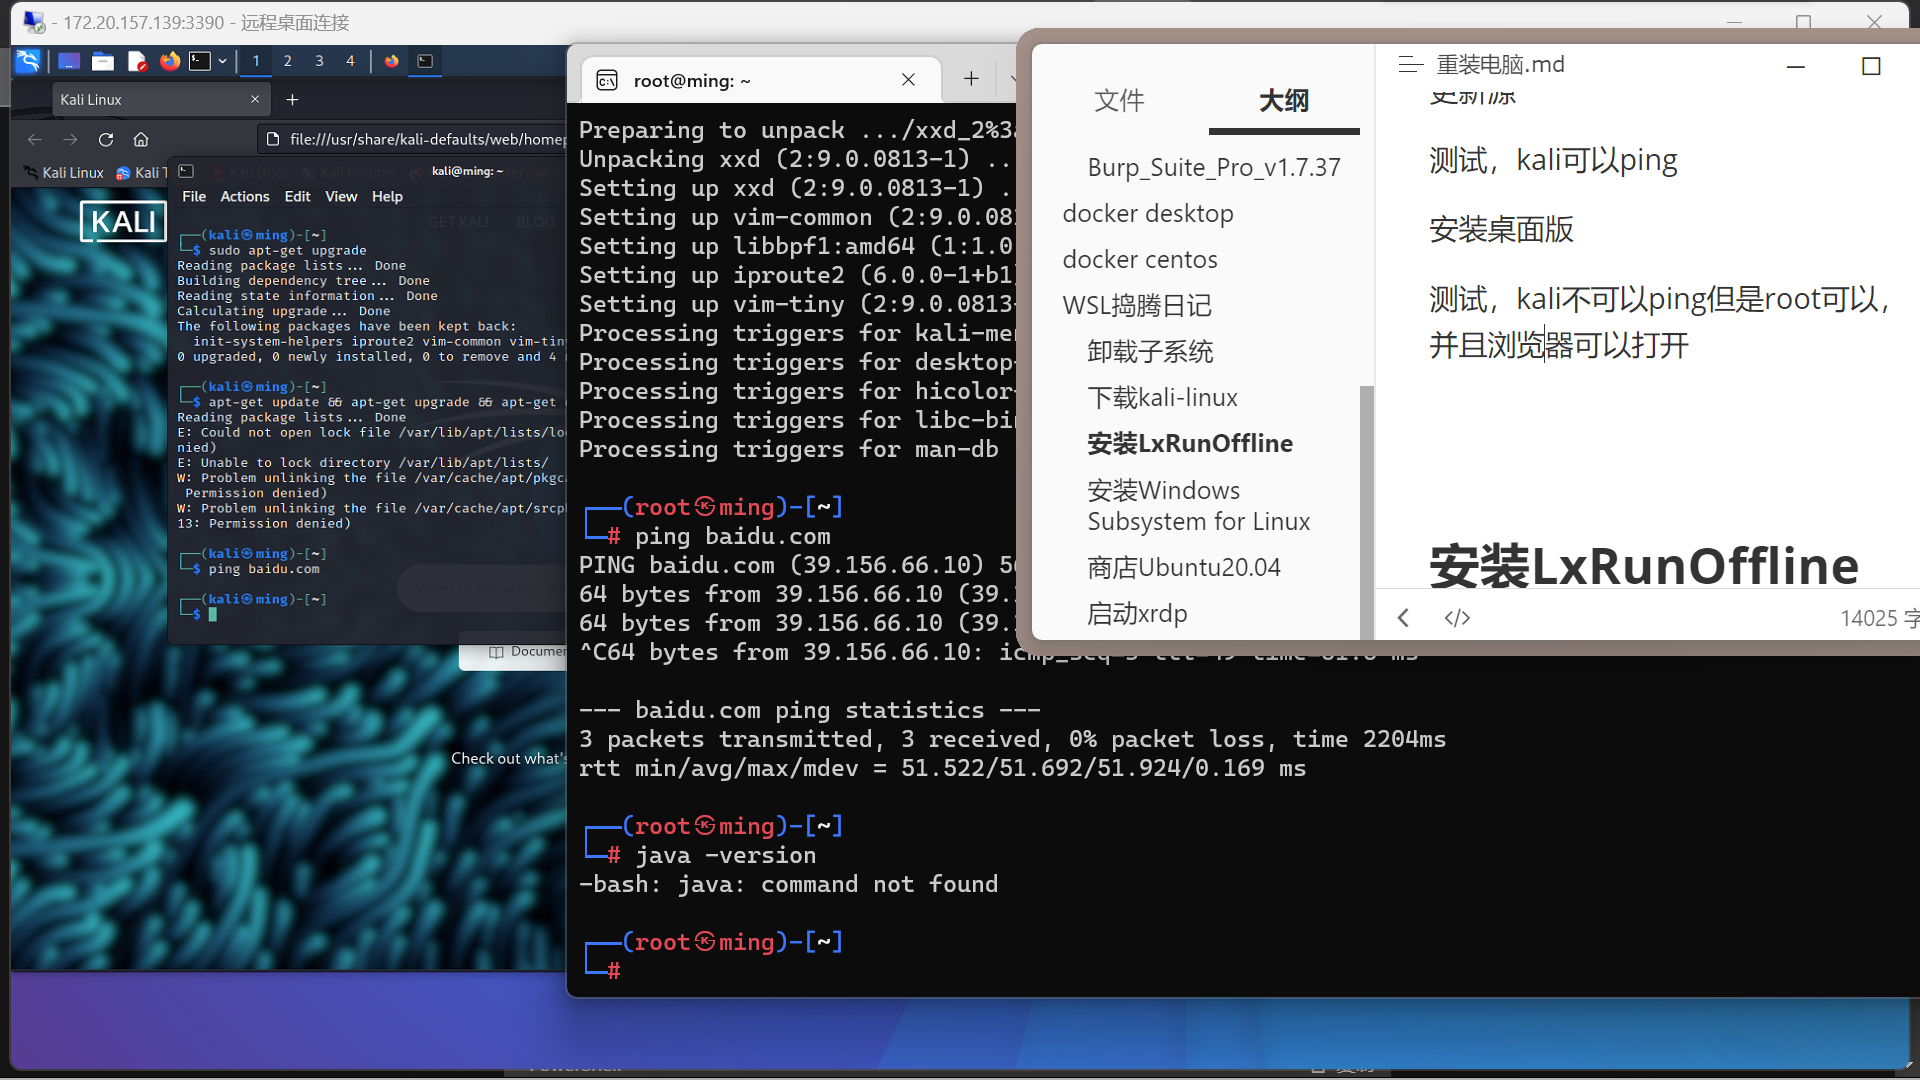 - 172.20.157.139:3390 - 远程桌面连接
1 2 3 4
Kali Linux
file:///usr/share/kali-defaults/web/homep
Kali Linux
Kali T
Kali Docs
Kali Forums
kali@ming: ~
File Actions Edit View Help
KALI
GET KALI BLOG
┌──(kali㉿ming)-[~]
└─$ sudo apt-get upgrade
Reading package lists... Done
Building dependency tree... Done
Reading state information... Done
Calculating upgrade... Done
The following packages have been kept back:
init-system-helpers iproute2 vim-common vim-tin
0 upgraded, 0 newly installed, 0 to remove and 4
┌──(kali㉿ming)-[~]
└─$ apt-get update && apt-get upgrade && apt-get
Reading package lists... Done
E: Could not open lock file /var/lib/apt/lists/lo
nied)
E: Unable to lock directory /var/lib/apt/lists/
W: Problem unlinking the file /var/cache/apt/pkgc
Permission denied)
W: Problem unlinking the file /var/cache/apt/srcp
13: Permission denied)
┌──(kali㉿ming)-[~]
└─$ ping baidu.com
┌──(kali㉿ming)-[~]
└─$
Documen
Check out what's
root@ming: ~
Preparing to unpack .../xxd_2%3a
Unpacking xxd (2:9.0.0813-1) ..
Setting up xxd (2:9.0.0813-1) .
Setting up vim-common (2:9.0.08
Setting up libbpf1:amd64 (1:1.0
Setting up iproute2 (6.0.0-1+b1
Setting up vim-tiny (2:9.0.0813-
Processing triggers for kali-me
Processing triggers for desktop-
Processing triggers for hicolor-
Processing triggers for libc-bi
Processing triggers for man-db
┌──(root㉿ming)-[~]
└─# ping baidu.com
PING baidu.com (39.156.66.10) 5
64 bytes from 39.156.66.10 (39.
64 bytes from 39.156.66.10 (39.
^C64 bytes from 39.156.66.10: icmp_seq=3 ttl=49 time=51.6 ms
--- baidu.com ping statistics ---
3 packets transmitted, 3 received, 0% packet loss, time 2204ms
rtt min/avg/max/mdev = 51.522/51.692/51.924/0.169 ms
┌──(root㉿ming)-[~]
└─# java -version
-bash: java: command not found
┌──(root㉿ming)-[~]
└─#
文件 大纲
Burp_Suite_Pro_v1.7.37
docker desktop
docker centos
WSL捣腾日记
卸载子系统
下载kali-linux
安装LxRunOffline
安装Windows
Subsystem for Linux
商店Ubuntu20.04
启动xrdp
重装电脑.md
更新源
测试，kali可以ping
安装桌面版
测试，kali不可以ping但是root可以，
并且浏览器可以打开
安装LxRunOffline
</> 14025 字